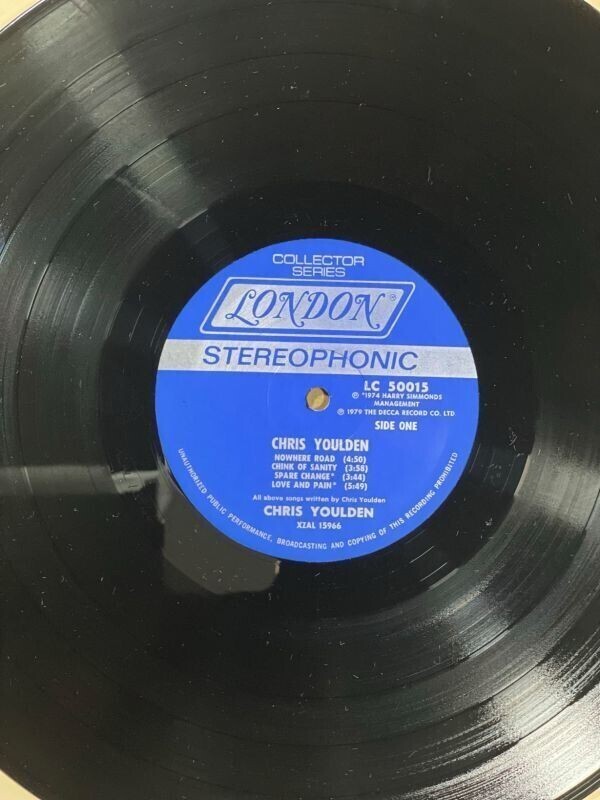 COLLECTOR
SERIES
LONDON®
STEREOPHONIC
LC 50015
℗ *1974 HARRY SIMMONDS
MANAGEMENT
℗ 1979 THE DECCA RECORD CO. LTD
SIDE ONE
CHRIS YOULDEN
NOWHERE ROAD (4:50)
CHINK OF SANITY (3:58)
SPARE CHANGE* (3:44)
LOVE AND PAIN* (5:49)
All above songs written by Chris Youlden
CHRIS YOULDEN
XZAL 15966
UNAUTHORIZED PUBLIC PERFORMANCE, BROADCASTING AND COPYING OF THIS RECORDING PROHIBITED